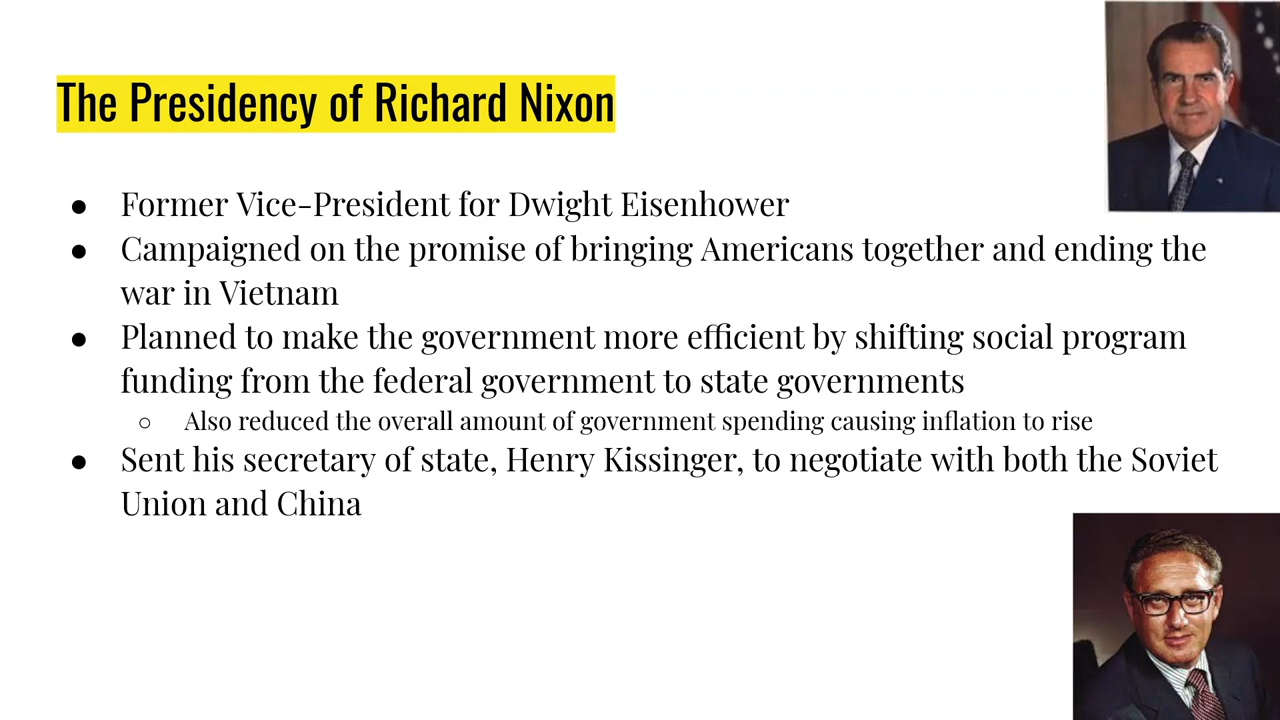 The Presidency of Richard Nixon
● Former Vice-President for Dwight Eisenhower
● Campaigned on the promise of bringing Americans together and ending the
war in Vietnam
● Planned to make the government more efficient by shifting social program
funding from the federal government to state governments
○ Also reduced the overall amount of government spending causing inflation to rise
● Sent his secretary of state, Henry Kissinger, to negotiate with both the Soviet
Union and China